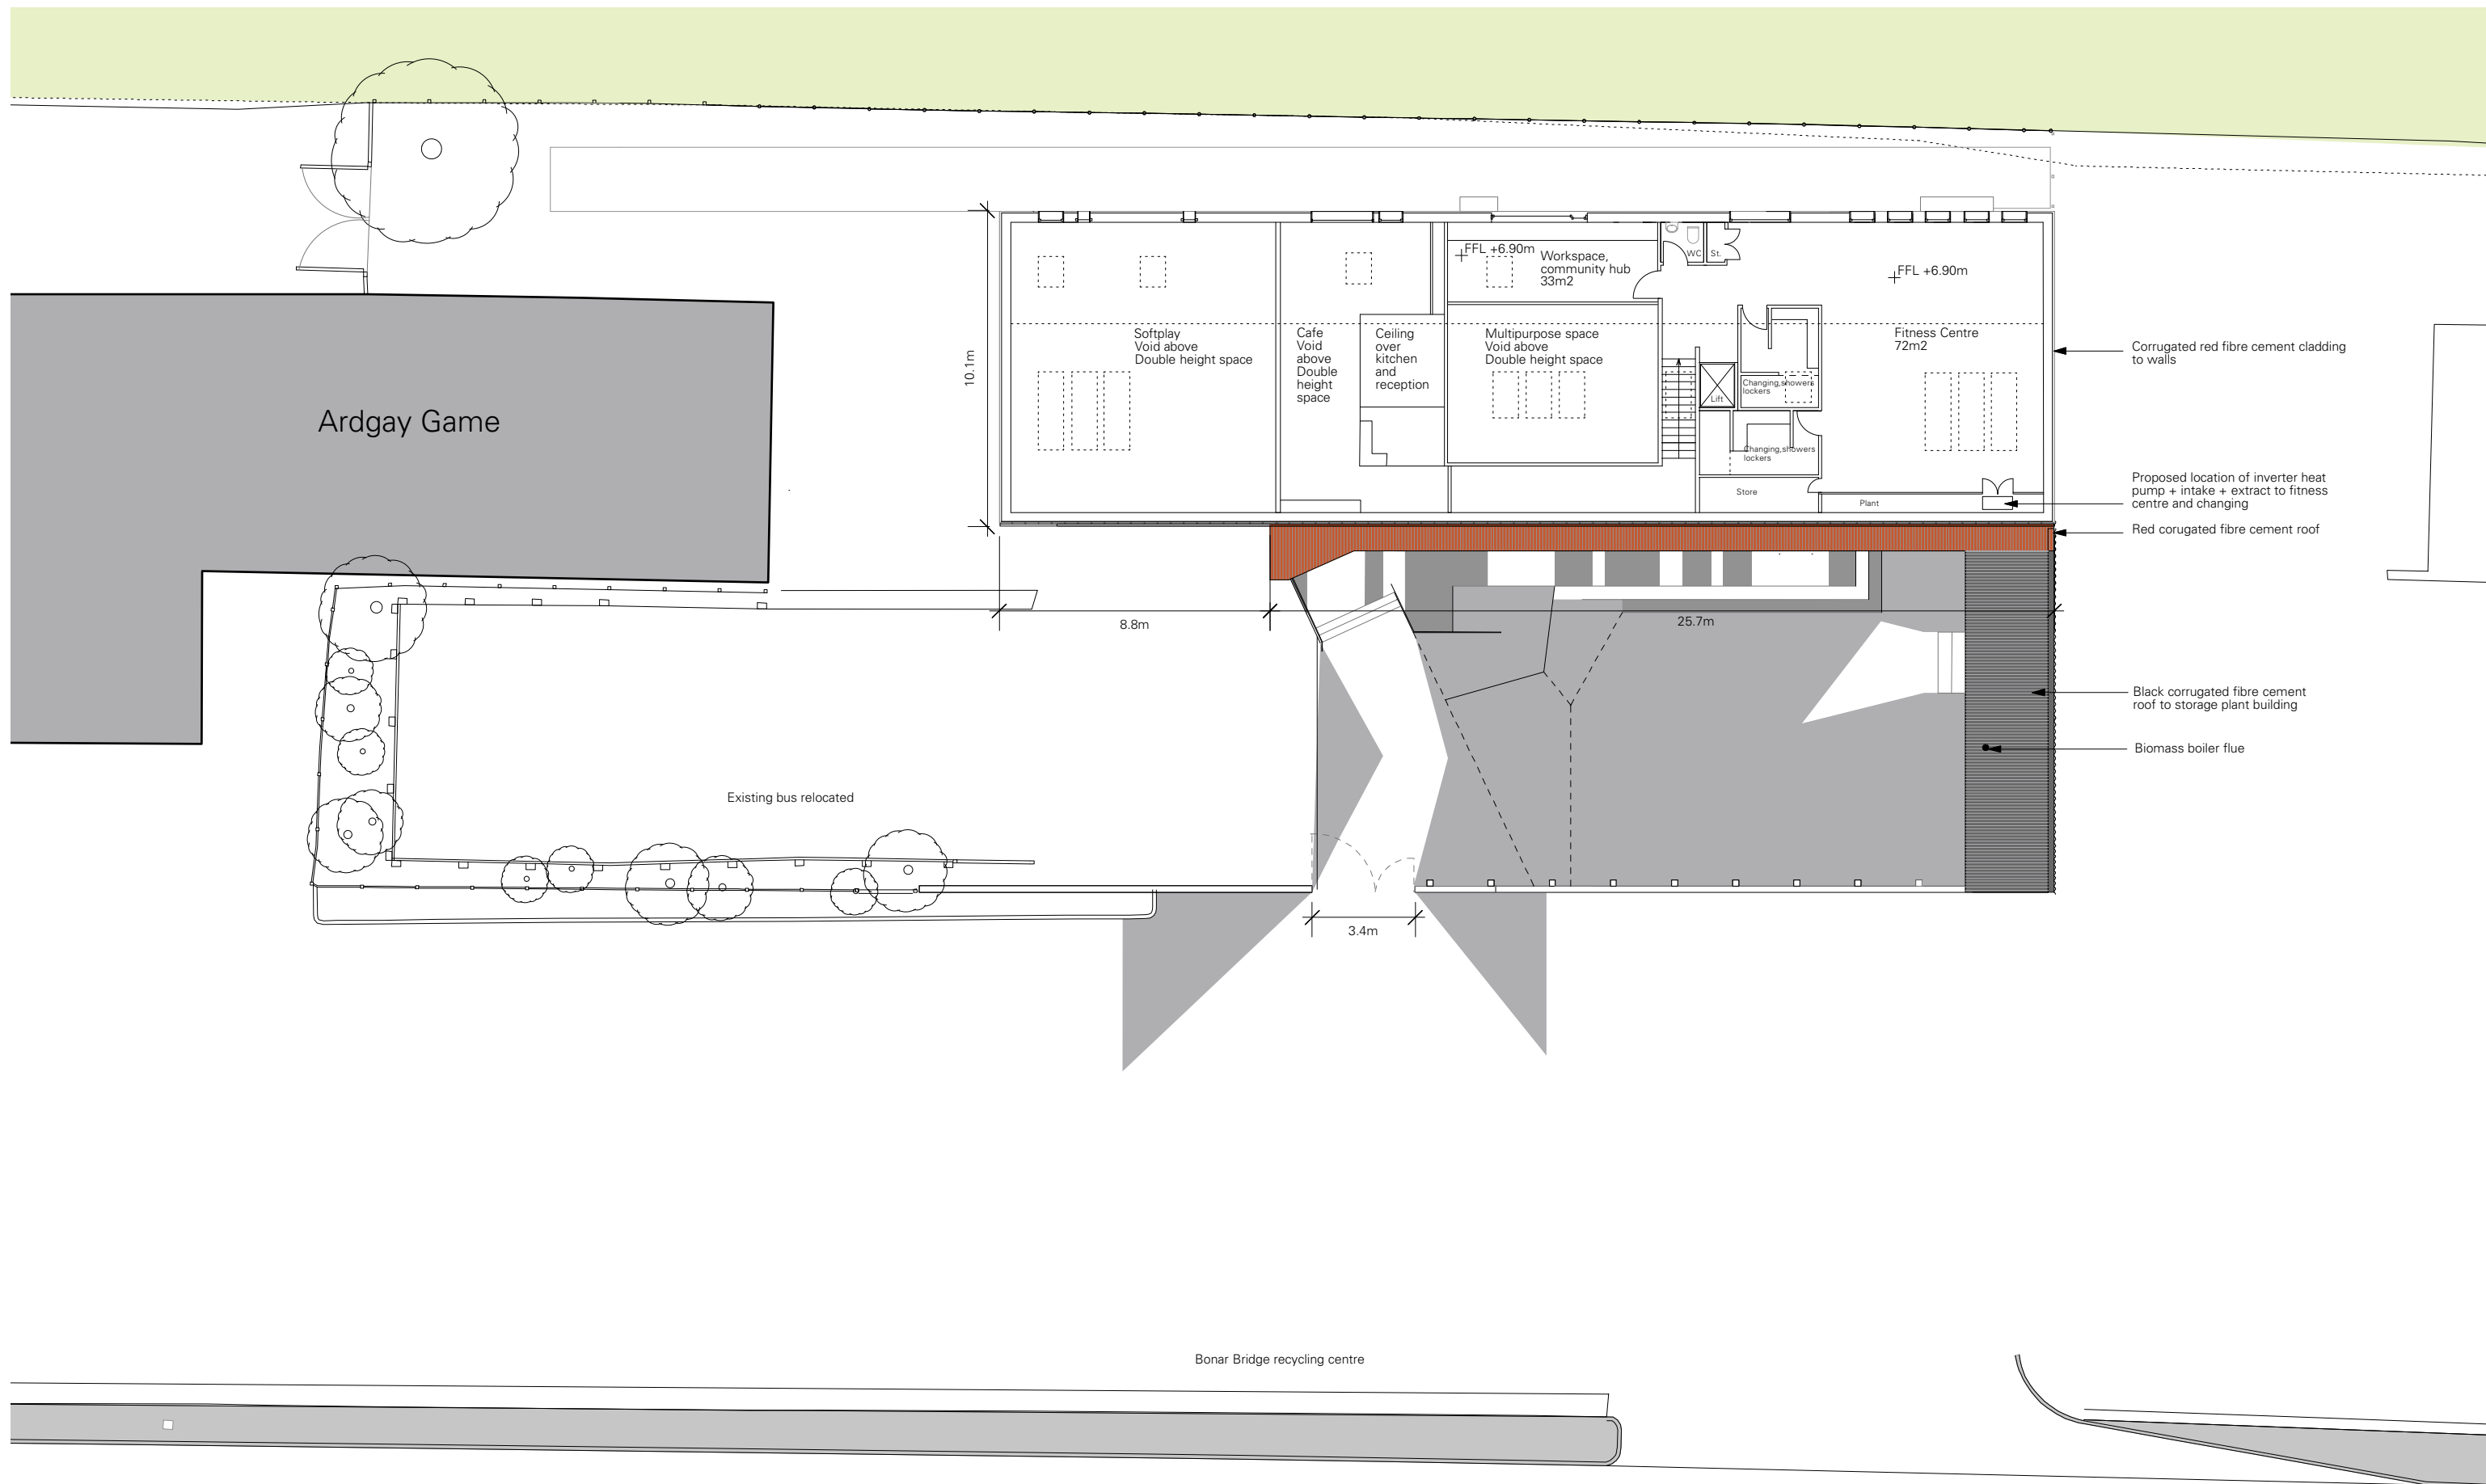 FFL +6.90m
Workspace,
community hub
33m2
WC
St.
FFL +6.90m
Softplay
Void above
Double height space
Cafe
Void
above
Double
height
space
Ceiling
over
kitchen
and
reception
Multipurpose space
Void above
Double height space
Fitness Centre
72m2
Corrugated red fibre cement cladding
to walls
10.1m
Changing,showers
lockers
Lift
Ardgay Game
Changing,showers
lockers
Store
Plant
Proposed location of inverter heat
pump + intake + extract to fitness
centre and changing
Red corugated fibre cement roof
8.8m
25.7m
Black corrugated fibre cement
roof to storage plant building
Biomass boiler flue
Existing bus relocated
3.4m
Bonar Bridge recycling centre